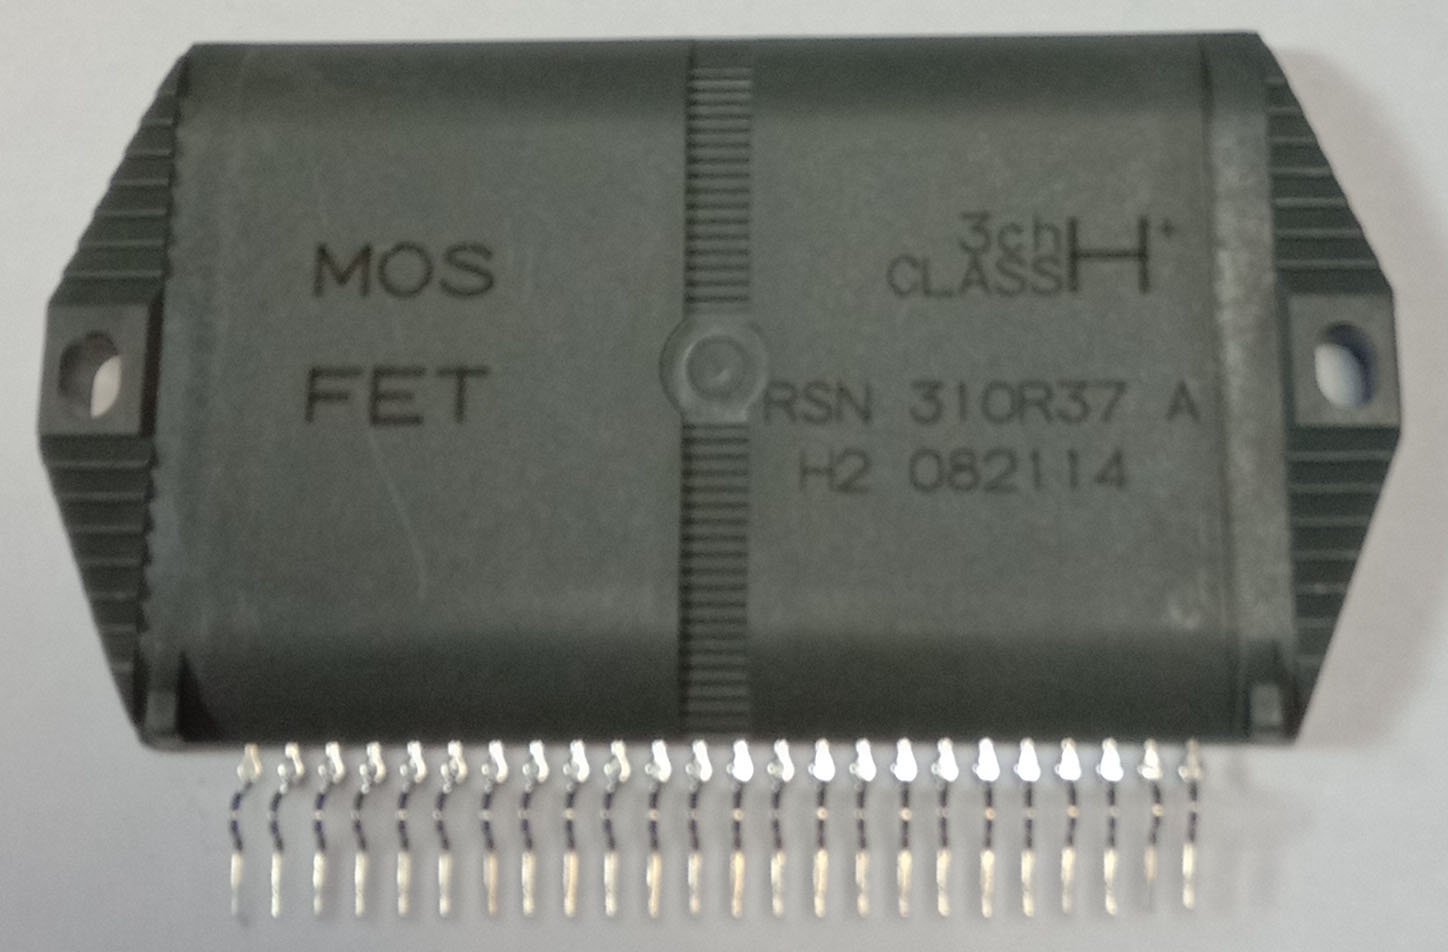 MOS
FET
3ch
CLASS H+
RSN 310R37 A
H2 082114